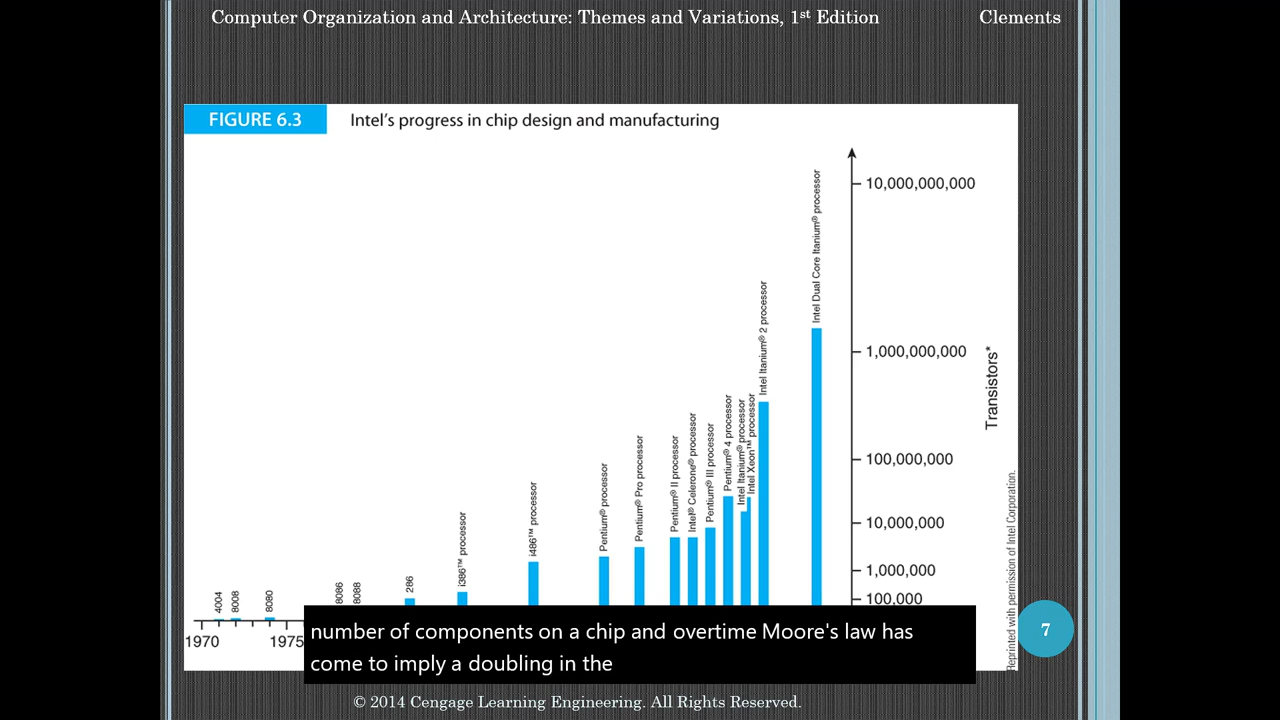 Computer Organization and Architecture: Themes and Variations, 1st Edition Clements
FIGURE 6.3 Intel's progress in chip design and manufacturing
10,000,000,000
1,000,000,000
100,000,000
10,000,000
1,000,000
100,000
Transistors*
4004
8008
8080
8086
8088
286
i386™ processor
i486™ processor
Pentium® processor
Pentium® Pro processor
Pentium® II processor
Intel® Celerone® processor
Pentium® III processor
Pentium® 4 processor
Intel Itanium® processor
Intel Xeon™ processor
Intel Itanium® 2 processor
Intel Dual Core Itanium® processor
1970 1975
Reprinted with permission of Intel Corporation.
number of components on a chip and overtime Moore's law has
come to imply a doubling in the
7
© 2014 Cengage Learning Engineering. All Rights Reserved.